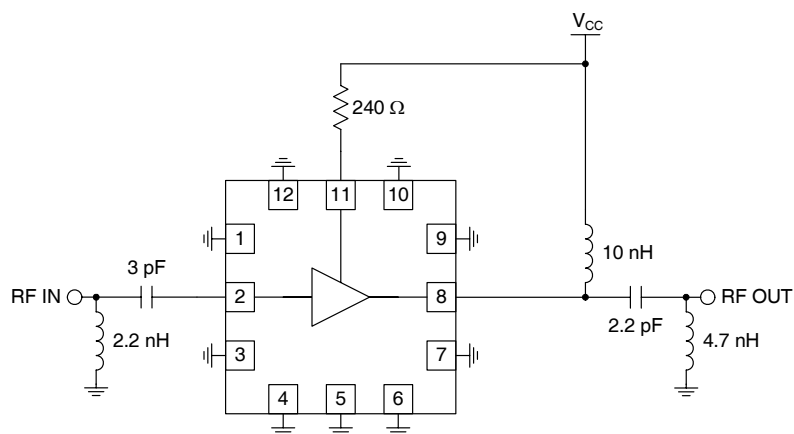 VCC
240 Ω
12
11
10
1
9
10 nH
3 pF
RF IN
2
8
RF OUT
2.2 pF
2.2 nH
3
7
4.7 nH
4
5
6